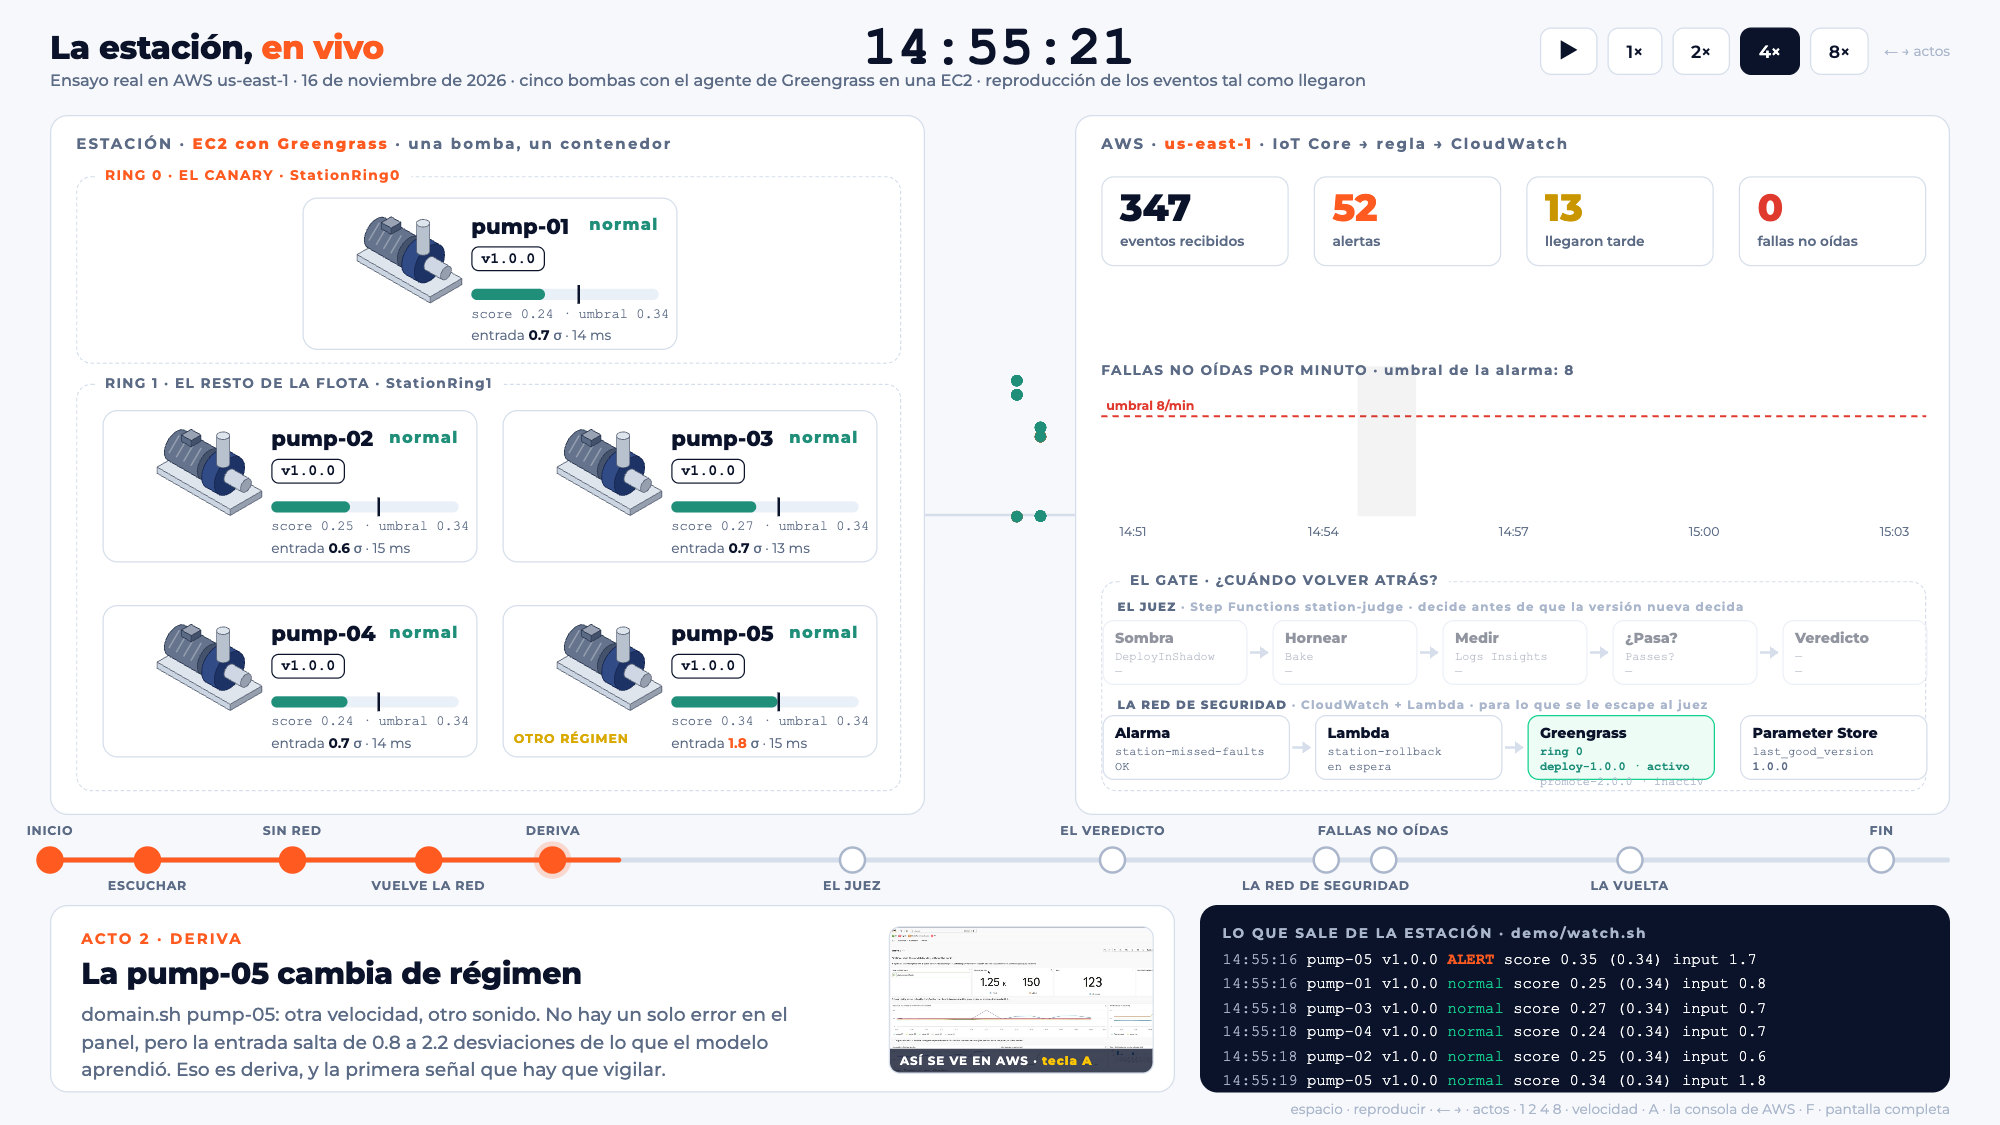 La estación, en vivo
14:55:21
1×
2×
4×
8×
← → actos
Ensayo real en AWS us-east-1 · 16 de noviembre de 2026 · cinco bombas con el agente de Greengrass en una EC2 · reproducción de los eventos tal como llegaron
ESTACIÓN · EC2 con Greengrass · una bomba, un contenedor
RING 0 · EL CANARY · StationRing0
pump-01 normal
v1.0.0
score 0.24 · umbral 0.34
entrada 0.7 σ · 14 ms
RING 1 · EL RESTO DE LA FLOTA · StationRing1
pump-02 normal
v1.0.0
score 0.25 · umbral 0.34
entrada 0.6 σ · 15 ms
pump-03 normal
v1.0.0
score 0.27 · umbral 0.34
entrada 0.7 σ · 13 ms
pump-04 normal
v1.0.0
score 0.24 · umbral 0.34
entrada 0.7 σ · 14 ms
pump-05 normal
v1.0.0
score 0.34 · umbral 0.34
OTRO RÉGIMEN
entrada 1.8 σ · 15 ms
AWS · us-east-1 · IoT Core → regla → CloudWatch
347
eventos recibidos
52
alertas
13
llegaron tarde
0
fallas no oídas
FALLAS NO OÍDAS POR MINUTO · umbral de la alarma: 8
umbral 8/min
14:51 14:54 14:57 15:00 15:03
EL GATE · ¿CUÁNDO VOLVER ATRÁS?
EL JUEZ · Step Functions station-judge · decide antes de que la versión nueva decida
Sombra
DeployInShadow
—
Hornear
Bake
—
Medir
Logs Insights
—
¿Pasa?
Passes?
—
Veredicto
—
—
LA RED DE SEGURIDAD · CloudWatch + Lambda · para lo que se le escape al juez
Alarma
station-missed-faults
OK
Lambda
station-rollback
en espera
Greengrass
ring 0
deploy-1.0.0 · activo
promote-2.0.0 · inactiv
Parameter Store
last_good_version
1.0.0
INICIO
ESCUCHAR
SIN RED
VUELVE LA RED
DERIVA
EL JUEZ
EL VEREDICTO
LA RED DE SEGURIDAD
FALLAS NO OÍDAS
LA VUELTA
FIN
ACTO 2 · DERIVA
La pump-05 cambia de régimen
domain.sh pump-05: otra velocidad, otro sonido. No hay un solo error en el
panel, pero la entrada salta de 0.8 a 2.2 desviaciones de lo que el modelo
aprendió. Eso es deriva, y la primera señal que hay que vigilar.
1.25 k 150 123
ASÍ SE VE EN AWS · tecla A
LO QUE SALE DE LA ESTACIÓN · demo/watch.sh
14:55:16 pump-05 v1.0.0 ALERT score 0.35 (0.34) input 1.7
14:55:16 pump-01 v1.0.0 normal score 0.25 (0.34) input 0.8
14:55:18 pump-03 v1.0.0 normal score 0.27 (0.34) input 0.7
14:55:18 pump-04 v1.0.0 normal score 0.24 (0.34) input 0.7
14:55:18 pump-02 v1.0.0 normal score 0.25 (0.34) input 0.6
14:55:19 pump-05 v1.0.0 normal score 0.34 (0.34) input 1.8
espacio · reproducir · ← → · actos · 1 2 4 8 · velocidad · A · la consola de AWS · F · pantalla completa